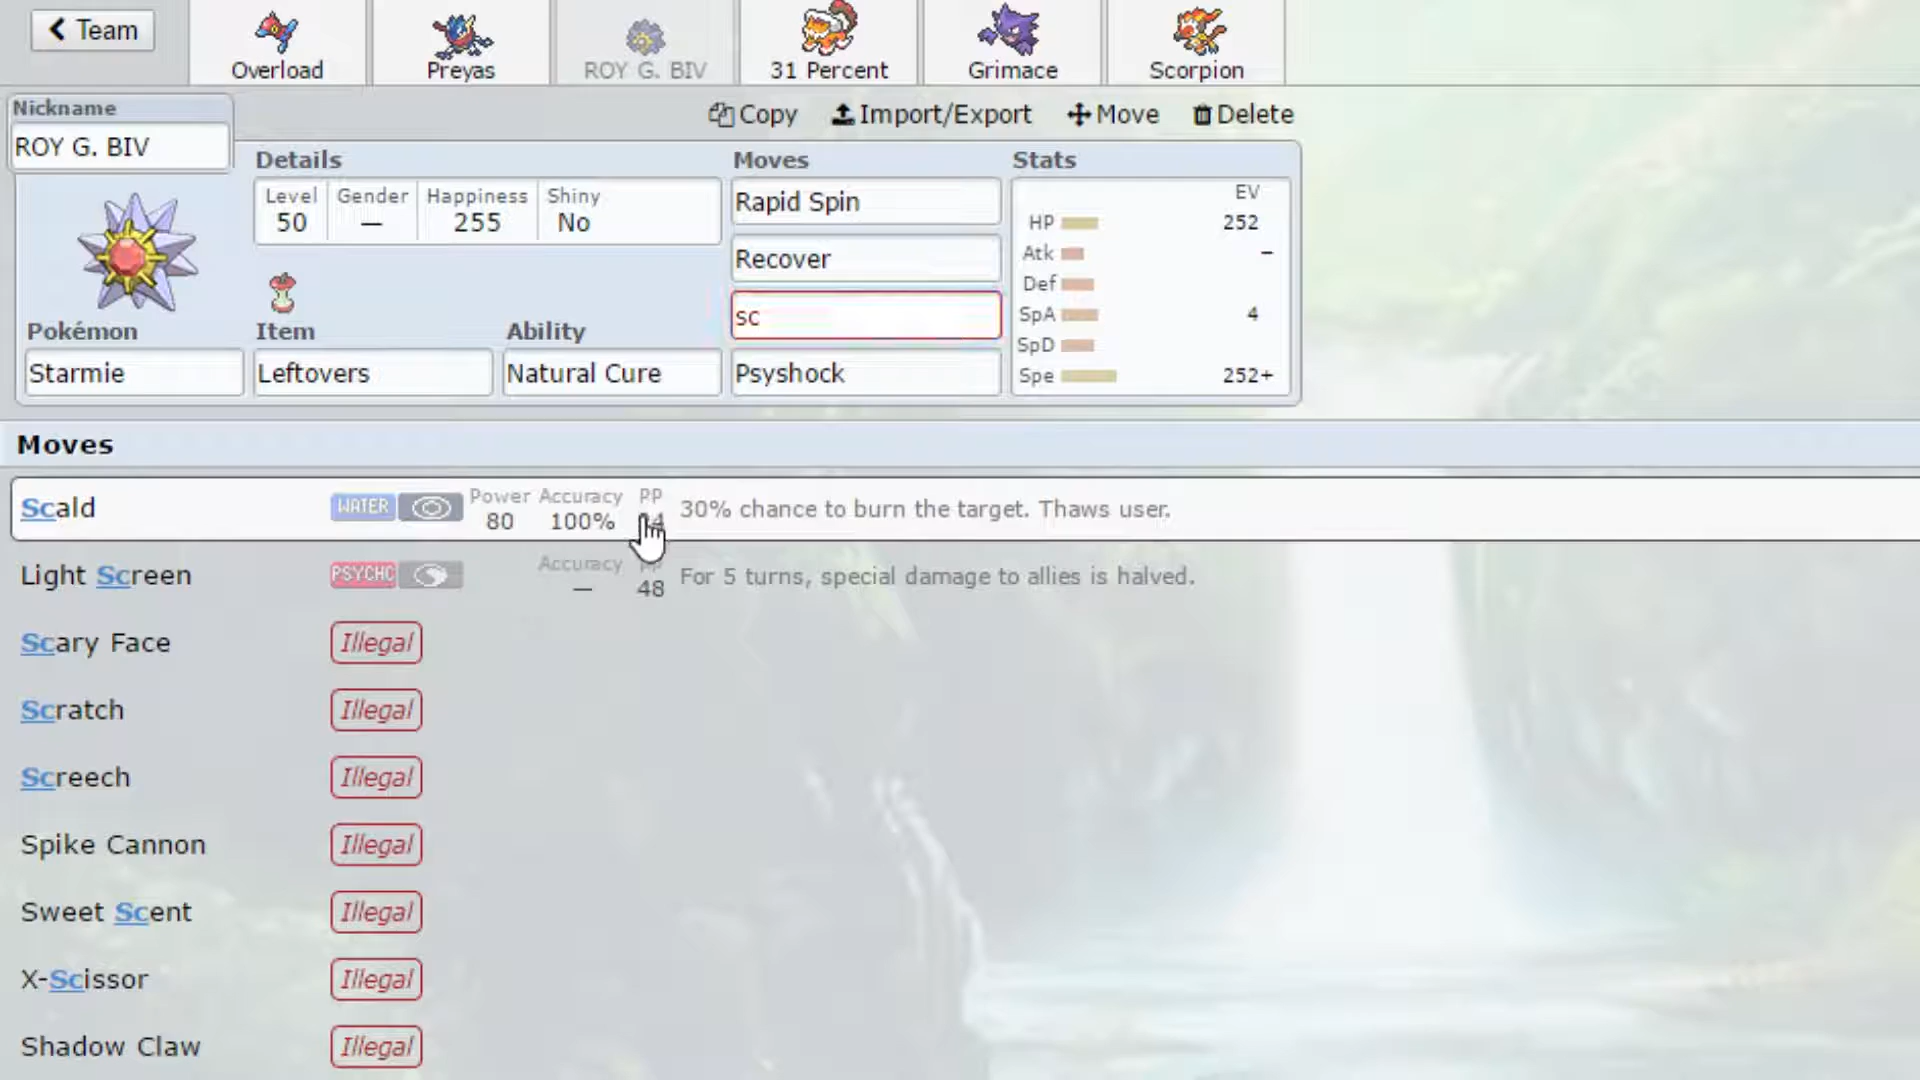 Team
Overload
Preyas
ROY G. BIV
31 Percent
Grimace
Scorpion
Nickname
ROY G. BIV
Copy
Import/Export
Move
Delete
Details
Moves
Stats
Level
Gender
Happiness
Shiny
50
—
255
No
Rapid Spin
Recover
sc
Psyshock
EV
HP 252
Atk –
Def
SpA 4
SpD
Spe 252+
Pokémon
Item
Ability
Starmie
Leftovers
Natural Cure
Moves
Scald WATER Power 80 Accuracy 100% PP 30% chance to burn the target. Thaws user.
Light Screen PSYCHC Accuracy — PP 48 For 5 turns, special damage to allies is halved.
Scary Face Illegal
Scratch Illegal
Screech Illegal
Spike Cannon Illegal
Sweet Scent Illegal
X-Scissor Illegal
Shadow Claw Illegal